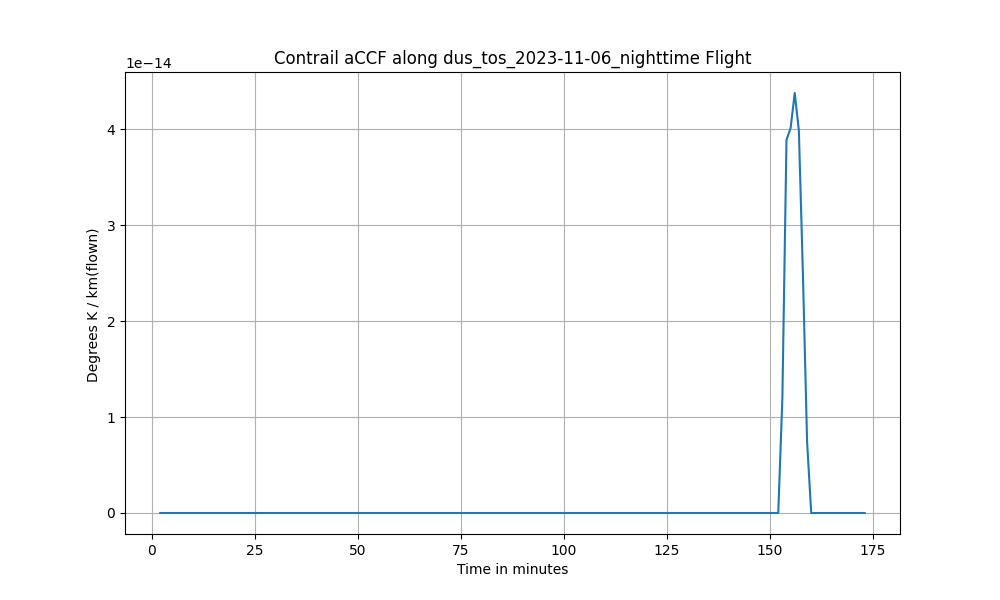 Contrail aCCF along dus_tos_2023-11-06_nighttime Flight
1e−14
4
3
2
1
0
Degrees K / km(flown)
0 25 50 75 100 125 150 175
Time in minutes